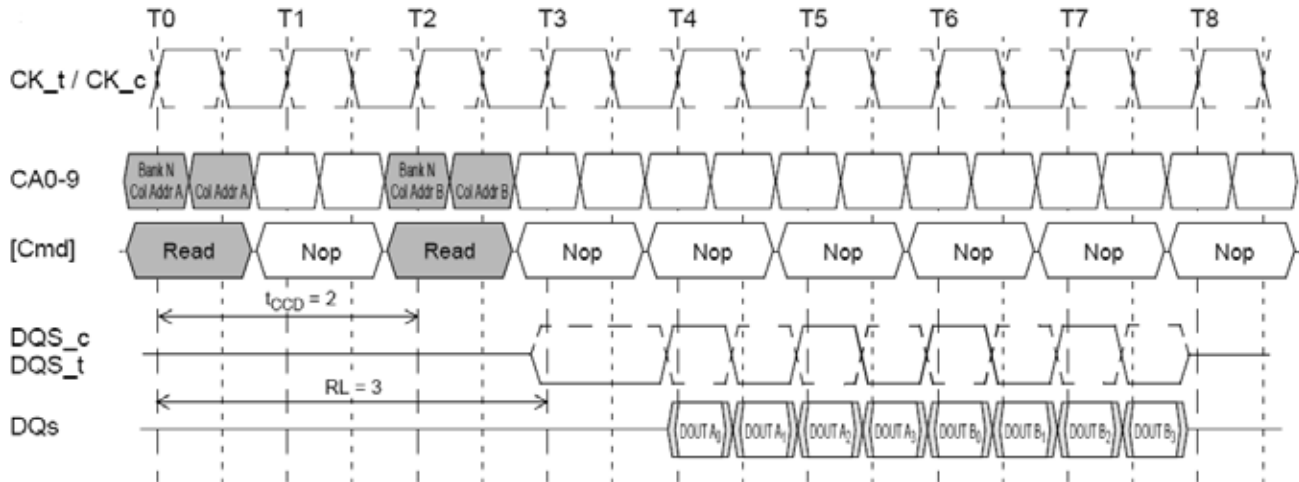 T0 T1 T2 T3 T4 T5 T6 T7 T8
CK_t / CK_c
CA0-9
Bank N
Col Addr A
Col Addr A
Bank N
Col Addr B
Col Addr B
[Cmd]
Read Nop Read Nop Nop Nop Nop Nop Nop
tCCD = 2
DQS_c
DQS_t
RL = 3
DQs
DOUT A0 DOUT A1 DOUT A2 DOUT A3 DOUT B0 DOUT B1 DOUT B2 DOUT B3